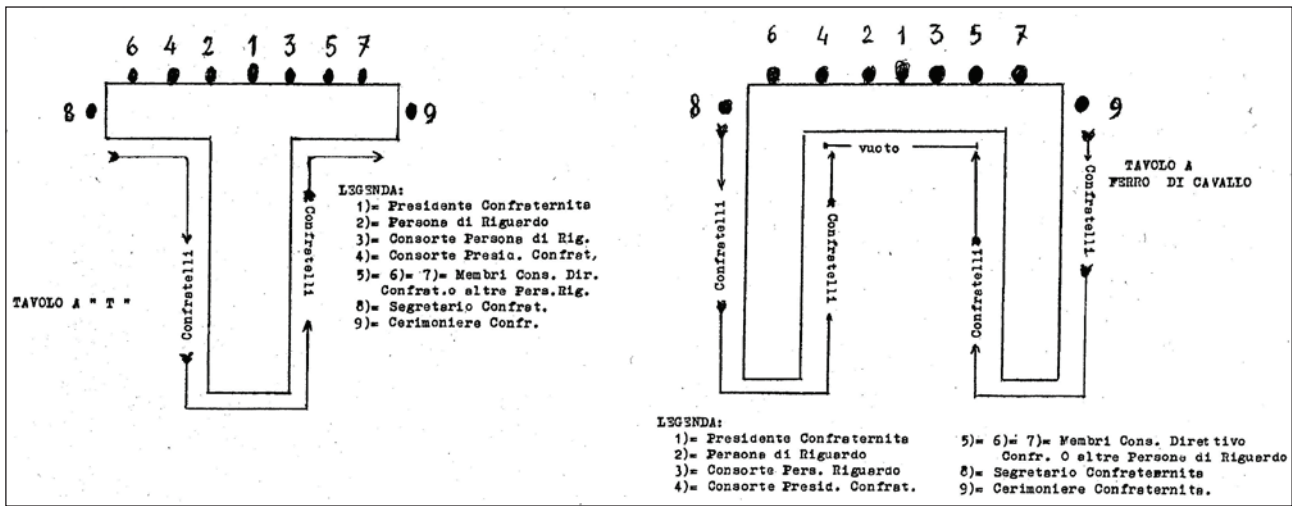 6 4 2 1 3 5 7
8 9
Confratelli
Confratelli
TAVOLO A " T "
LEGENDA:
1)= Presidente Confraternita
2)= Persona di Riguardo
3)= Consorte Persona di Rig.
4)= Consorte Presid. Confrat,
5)= 6)= 7)= Membri Cons. Dir.
Confrat.o altre Pers.Rig.
8)= Segretario Confrat.
9)= Cerimoniere Confr.
6 4 2 1 3 5 7
8 9
vuoto
Confratelli
Confratelli
Confratelli
Confratelli
TAVOLO A
FERRO DI CAVALLO
LEGENDA:
1)= Presidente Confraternita
2)= Persona di Riguardo
3)= Consorte Pers. Riguardo
4)= Consorte Presid. Confrat.
5)= 6)= 7)= Membri Cons. Direttivo
Confr. O altre Persone di Riguardo
8)= Segretario Confraternita
9)= Cerimoniere Confraternita.